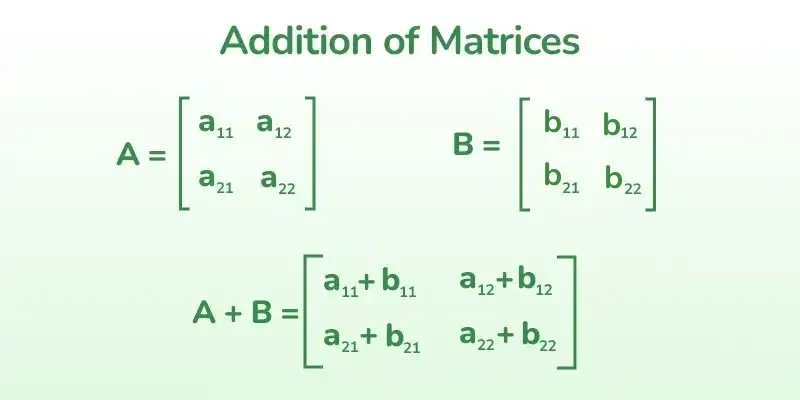 Addition of Matrices
A = [ a₁₁ a₁₂
a₂₁ a₂₂ ]
B = [ b₁₁ b₁₂
b₂₁ b₂₂ ]
A + B = [ a₁₁+ b₁₁ a₁₂+ b₁₂
a₂₁+ b₂₁ a₂₂+ b₂₂ ]